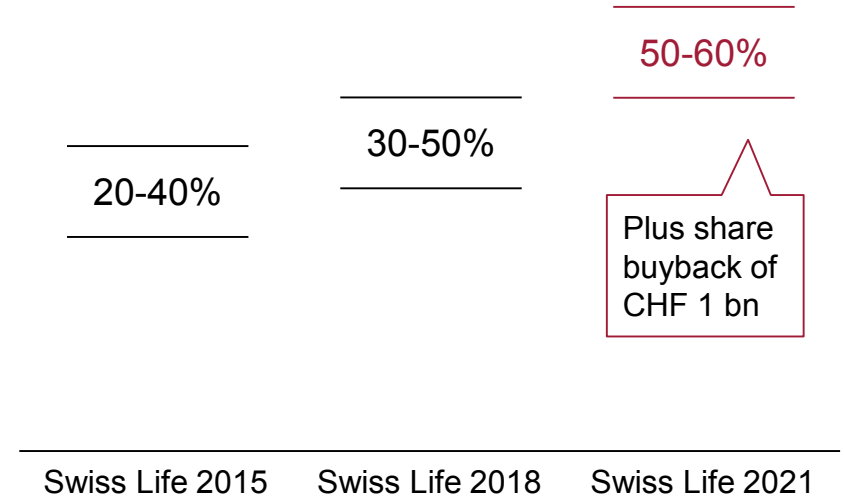 50-60%
30-50%
20-40%
Plus share
buyback of
CHF 1 bn
Swiss Life 2015
Swiss Life 2018
Swiss Life 2021